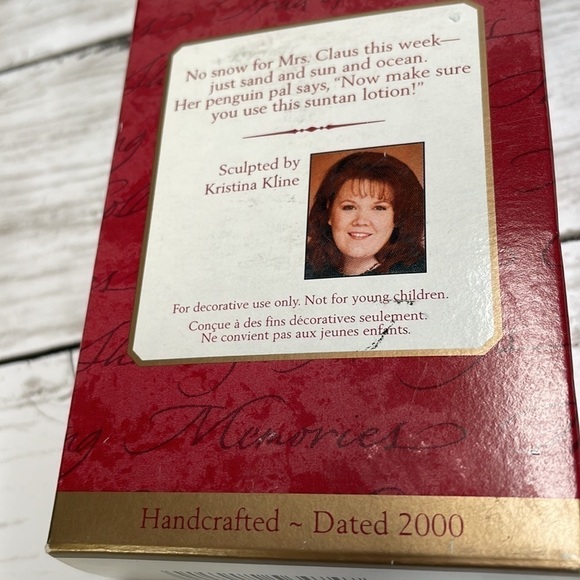 No snow for Mrs. Claus this week—
just sand and sun and ocean.
Her penguin pal says, "Now make sure
you use this suntan lotion!"
Sculpted by
Kristina Kline
For decorative use only. Not for young children.
Conçue à des fins décoratives seulement.
Ne convient pas aux jeunes enfants.
Memories
Handcrafted ~ Dated 2000